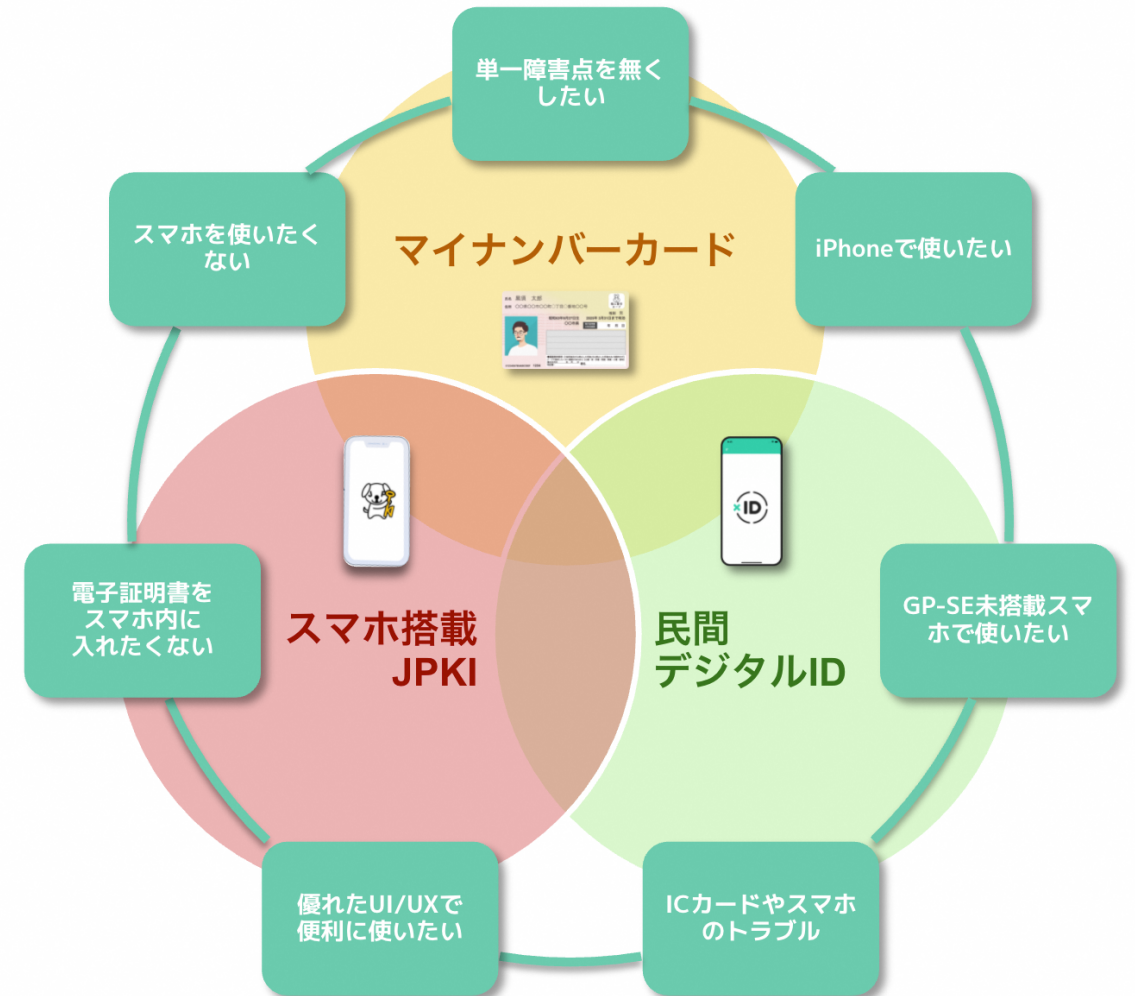 単一障害点を無く
したい
スマホを使いたく
ない
マイナンバーカード
iPhoneで使いたい
電子証明書を
スマホ内に
入れたくない
スマホ搭載
JPKI
×ID
民間
デジタルID
GP-SE未搭載スマ
ホで使いたい
優れたUI/UXで
便利に使いたい
ICカードやスマホ
のトラブル